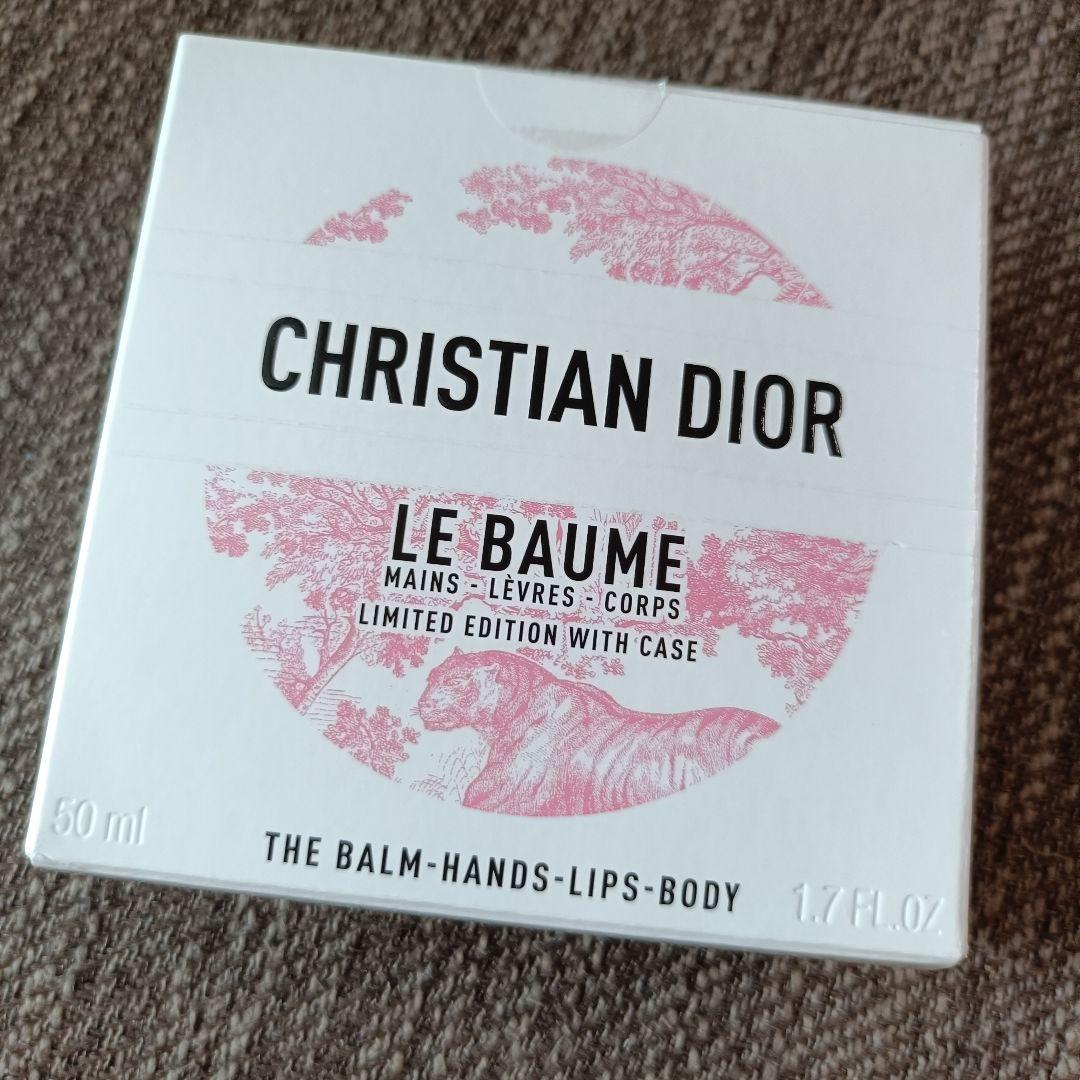 CHRISTIAN DIOR
LE BAUME
MAINS - LÈVRES - CORPS
LIMITED EDITION WITH CASE
50 ml
THE BALM-HANDS-LIPS-BODY
1.7 FL.OZ